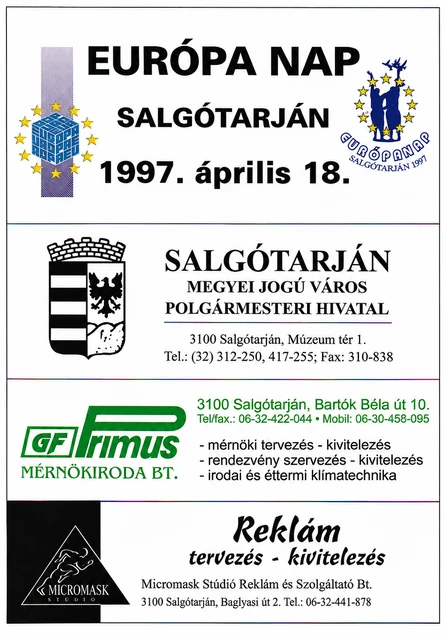 EURÓPA NAP
SALGÓTARJÁN
1997. április 18.
EURÓPANAP
SALGÓTARJÁN 1997
SALGÓTARJÁN
MEGYEI JOGÚ VÁROS
POLGÁRMESTERI HIVATAL
3100 Salgótarján, Múzeum tér 1.
Tel.: (32) 312-250, 417-255; Fax: 310-838
GF Primus
MÉRNÖKIRODA BT.
3100 Salgótarján, Bartók Béla út 10.
Tel/fax.: 06-32-422-044 • Mobil: 06-30-458-095
- mérnöki tervezés - kivitelezés
- rendezvény szervezés - kivitelezés
- irodai és éttermi klímatechnika
MICROMASK
STÚDIÓ
Reklám
tervezés - kivitelezés
Micromask Stúdió Reklám és Szolgáltató Bt.
3100 Salgótarján, Baglyasi út 2. Tel.: 06-32-441-878